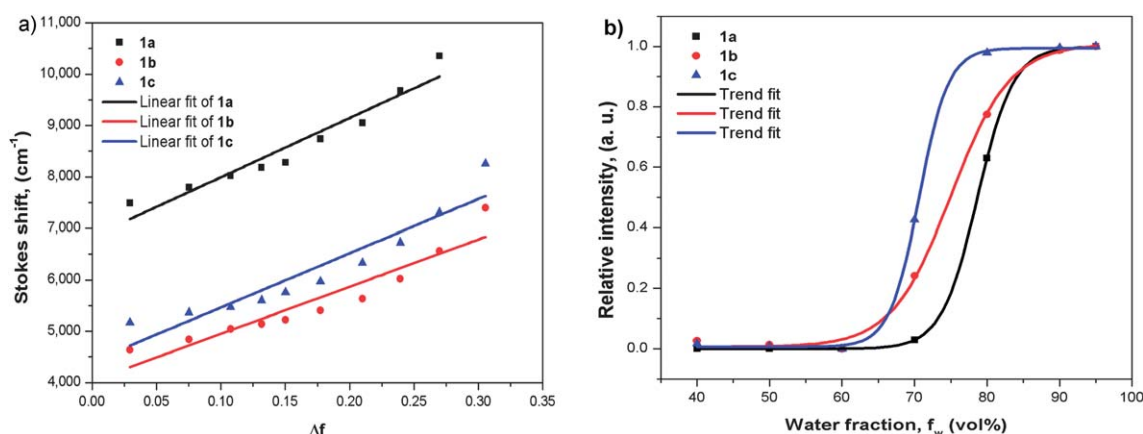 a)
11,000
10,000
9,000
8,000
7,000
6,000
5,000
4,000
0.00 0.05 0.10 0.15 0.20 0.25 0.30 0.35
Stokes shift, (cm⁻¹)
Δf
1a
1b
1c
Linear fit of 1a
Linear fit of 1b
Linear fit of 1c
b)
1.0
0.8
0.6
0.4
0.2
0.0
40 50 60 70 80 90 100
Relative intensity, (a. u.)
Water fraction, f_w (vol%)
1a
1b
1c
Trend fit
Trend fit
Trend fit